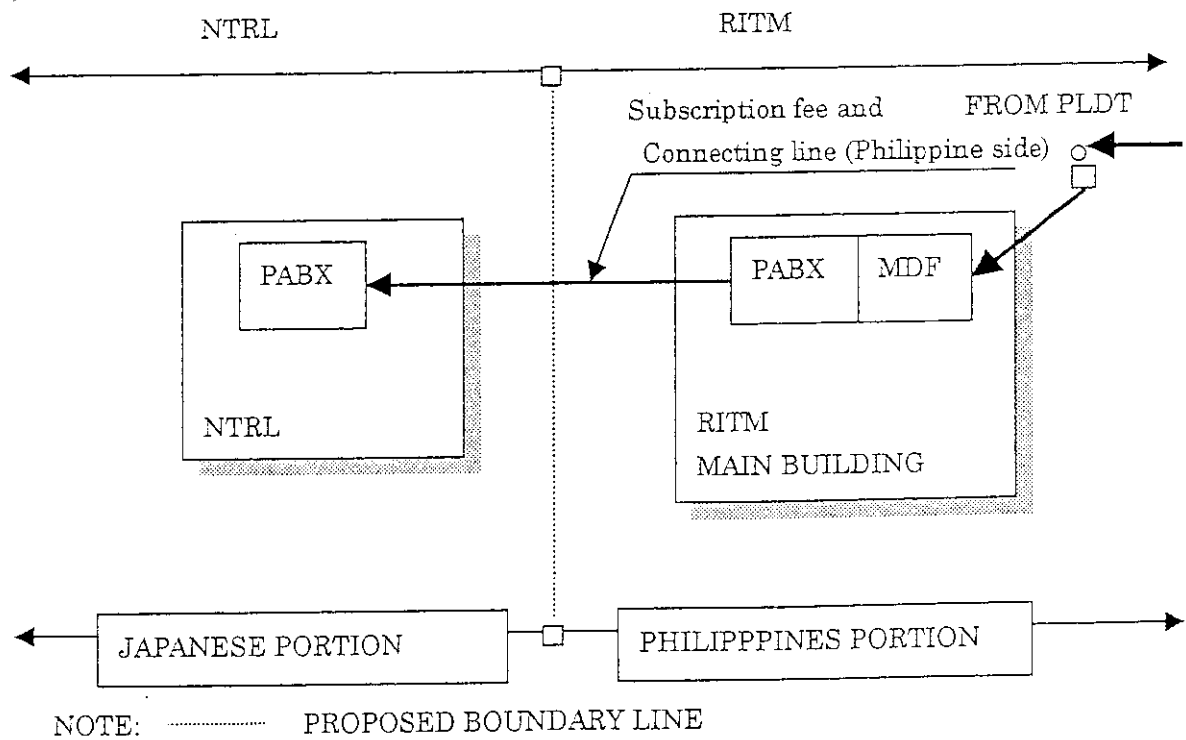 NTRL
RITM
Subscription fee and
FROM PLDT
Connecting line (Philippine side)
PABX
PABX
MDF
NTRL
RITM
MAIN BUILDING
JAPANESE PORTION
PHILIPPPINES PORTION
NOTE: PROPOSED BOUNDARY LINE